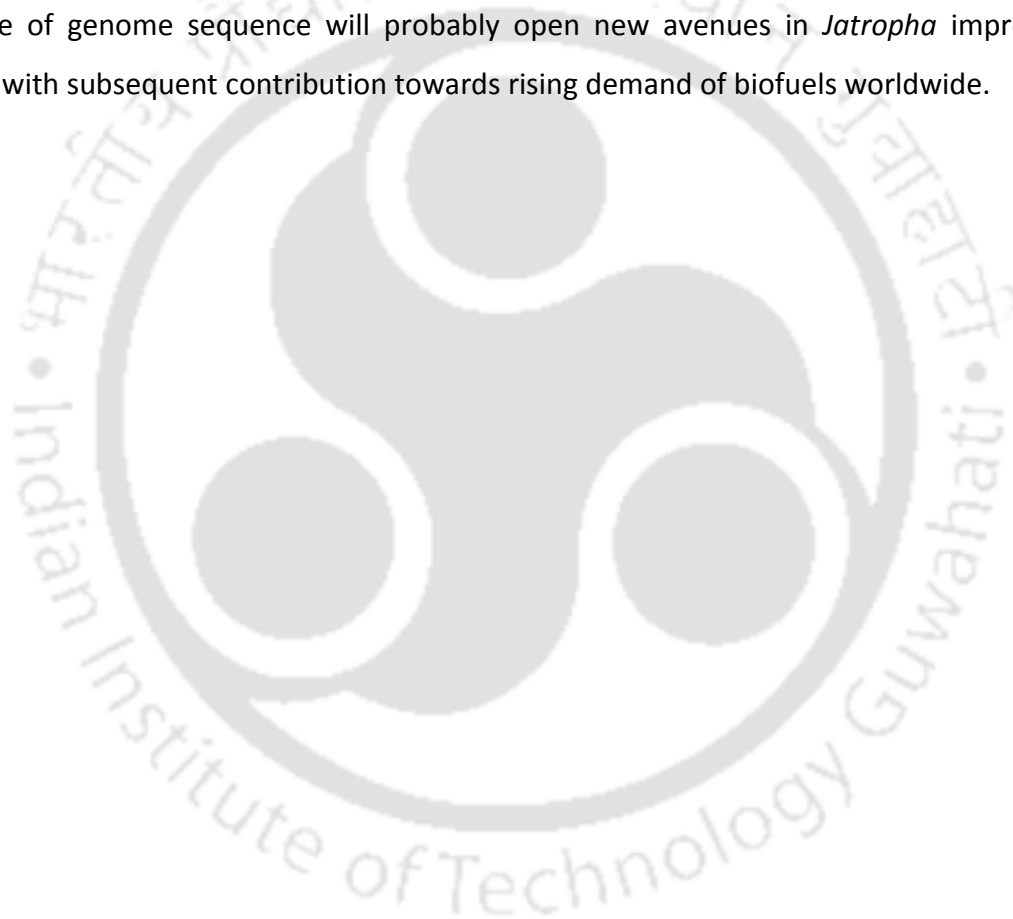 e of genome sequence will probably open new avenues in Jatropha impr
with subsequent contribution towards rising demand of biofuels worldwide.
• Indian Institute of Technology Guwahati •